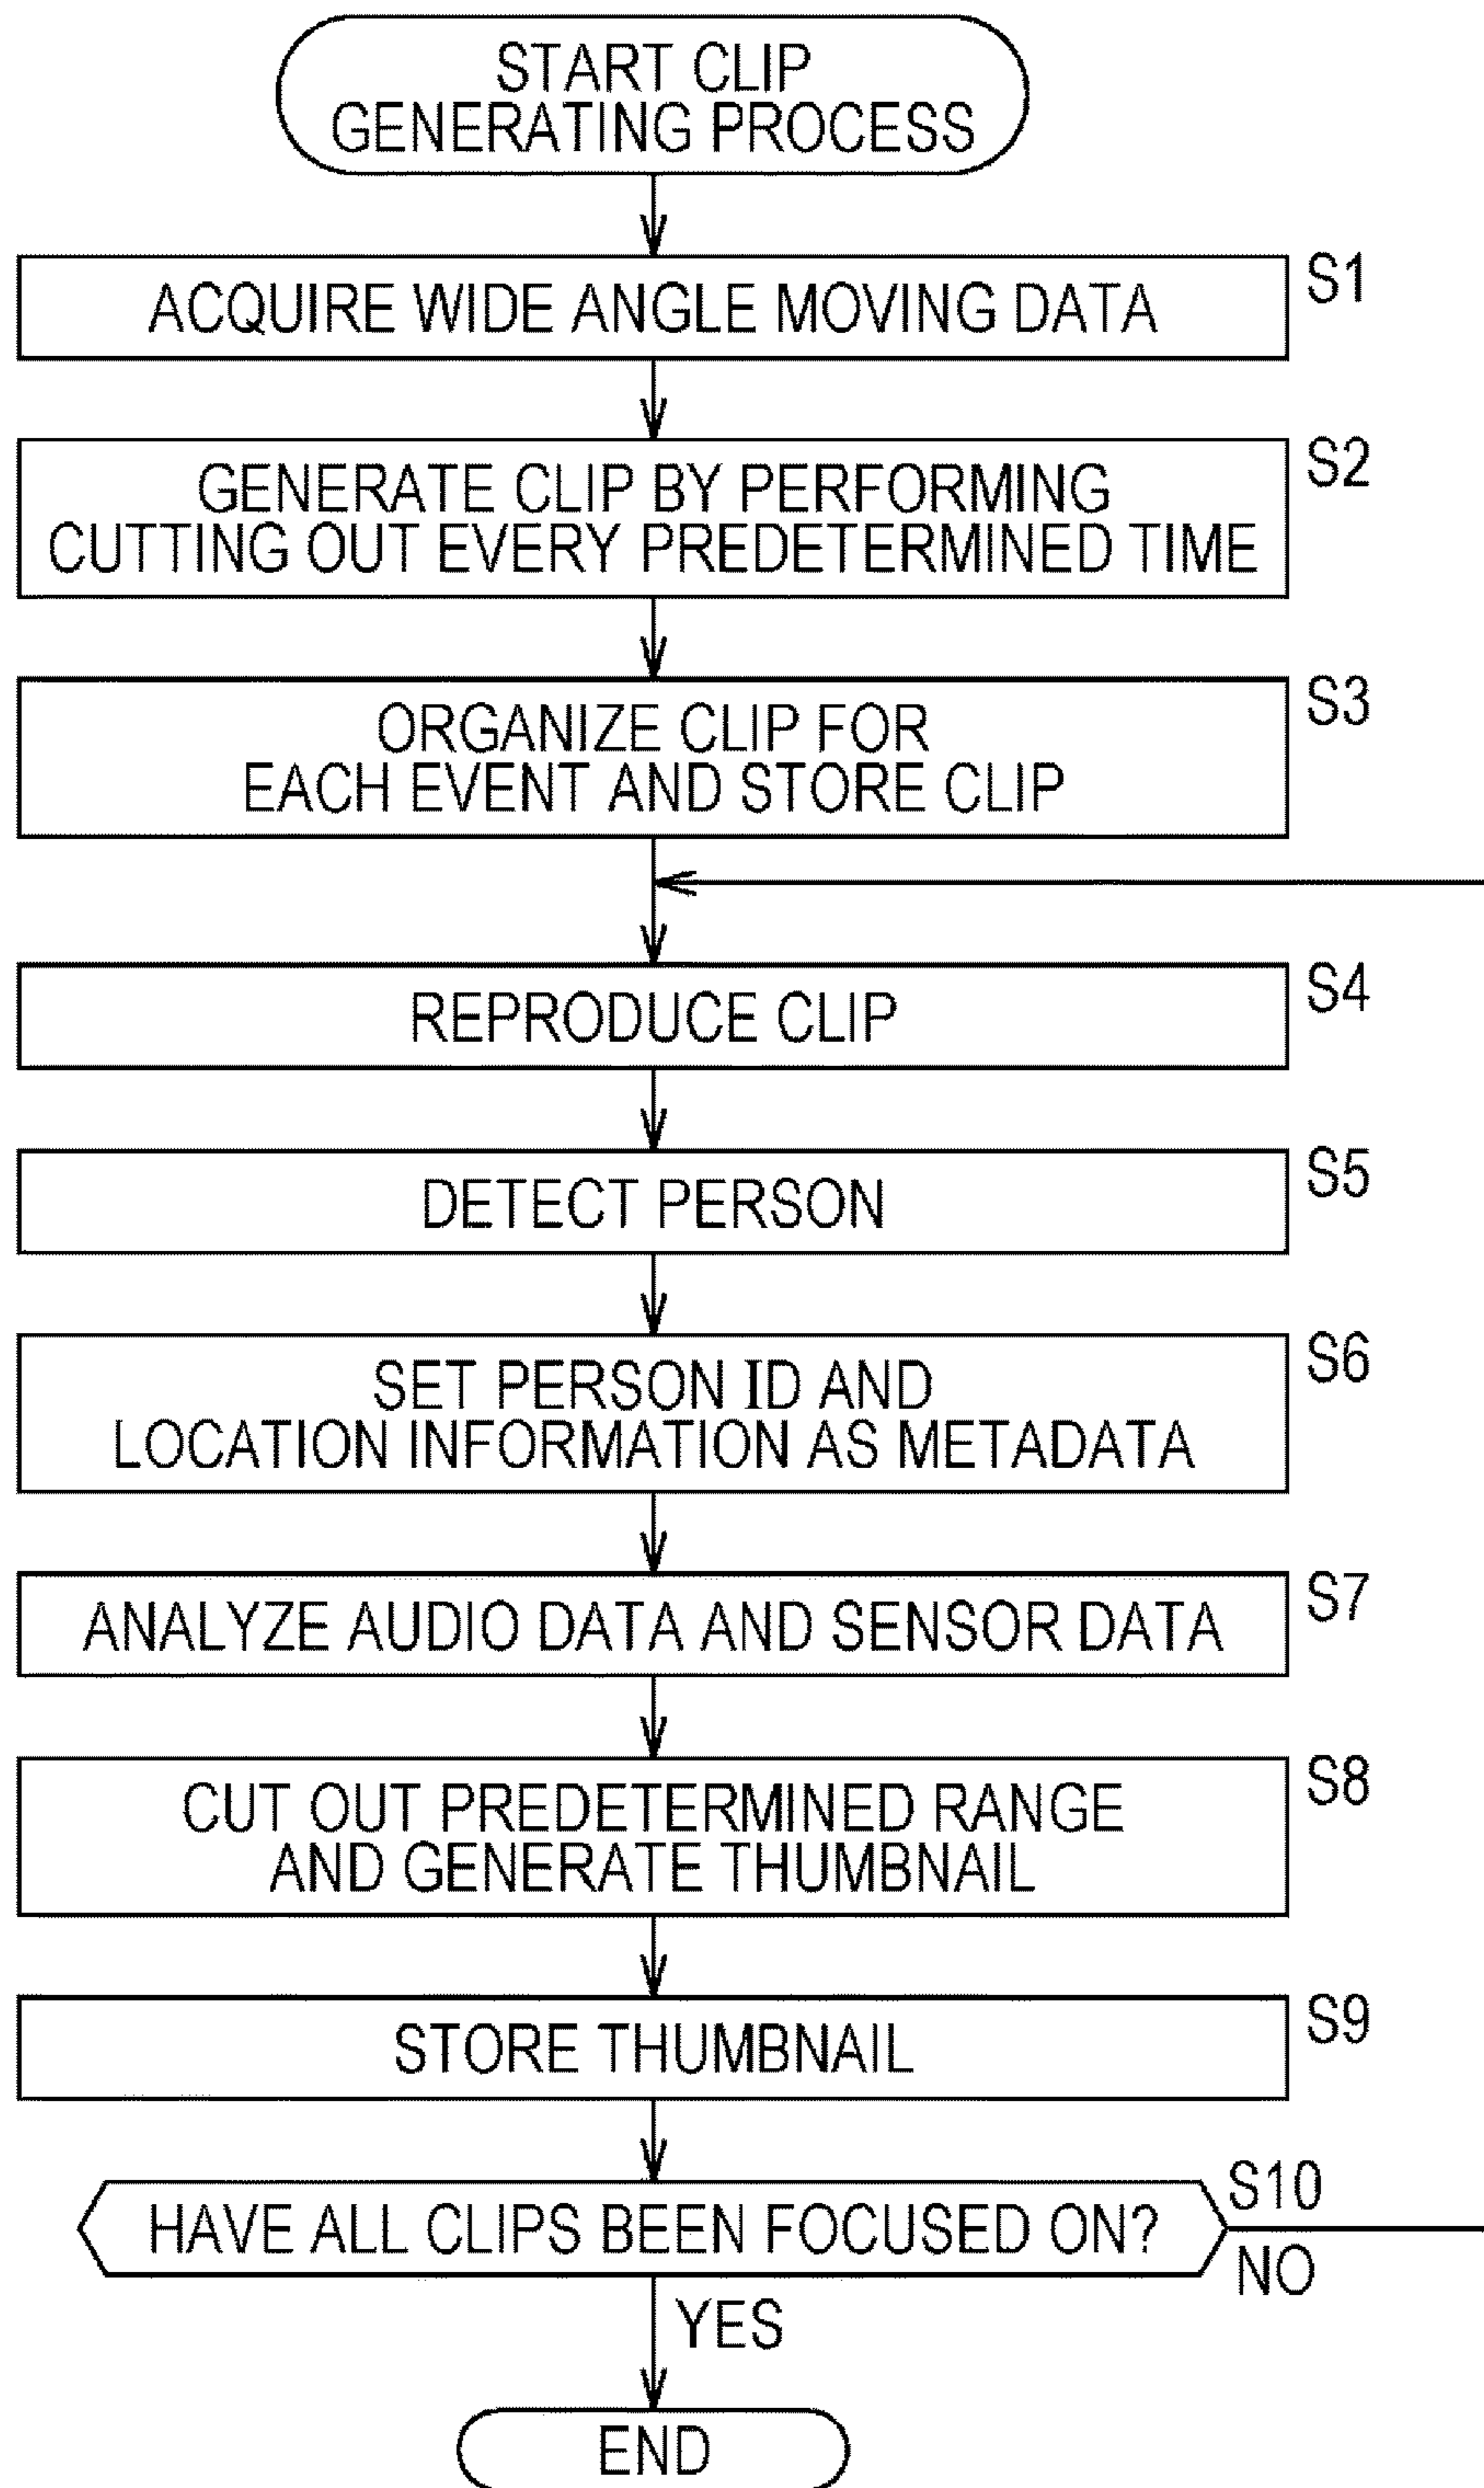 START CLIP
GENERATING PROCESS
ACQUIRE WIDE ANGLE MOVING DATA
S1
GENERATE CLIP BY PERFORMING
CUTTING OUT EVERY PREDETERMINED TIME
S2
ORGANIZE CLIP FOR
EACH EVENT AND STORE CLIP
S3
REPRODUCE CLIP
S4
DETECT PERSON
S5
SET PERSON ID AND
LOCATION INFORMATION AS METADATA
S6
ANALYZE AUDIO DATA AND SENSOR DATA
S7
CUT OUT PREDETERMINED RANGE
AND GENERATE THUMBNAIL
S8
STORE THUMBNAIL
S9
HAVE ALL CLIPS BEEN FOCUSED ON?
S10
NO
YES
END